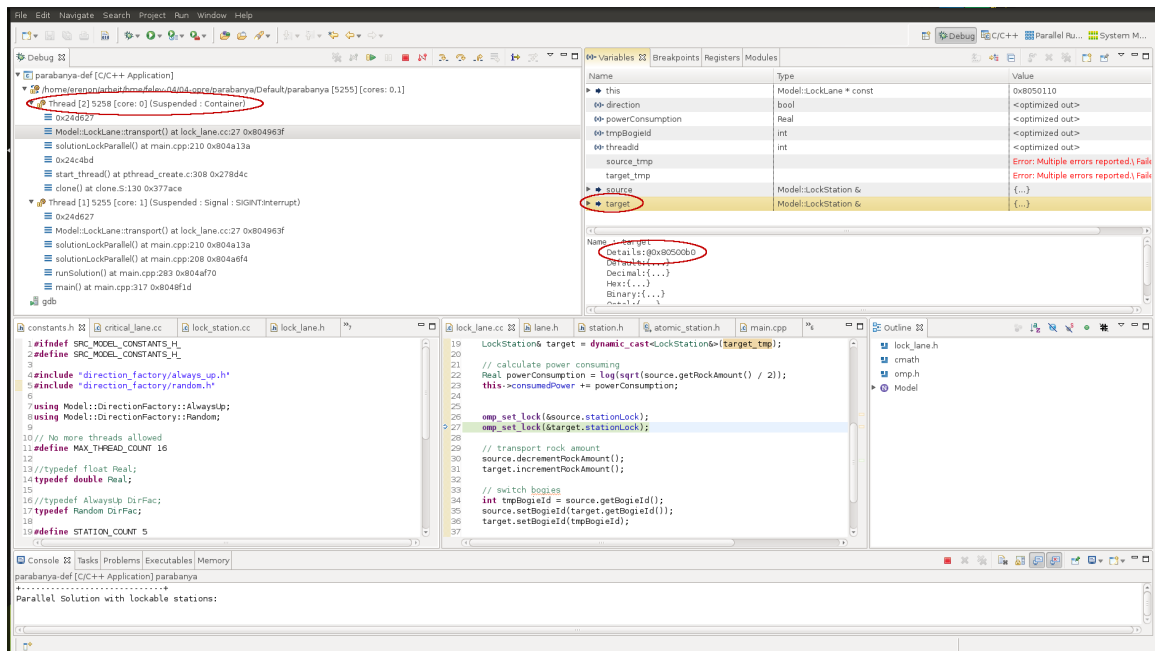 File Edit Navigate Search Project Run Window Help
Debug C/C++ Parallel Ru... System M...
Debug
parabanya-def [C/C++ Application]
/home/erenon/arbeit/bme/felev-04/04-opre/parabanya/Default/parabanya [5255] [cores: 0,1]
Thread [2] 5258 [core: 0] (Suspended : Container)
0x24d627
Model::LockLane::transport() at lock_lane.cc:27 0x804963f
solutionLockParallel() at main.cpp:210 0x804a13a
0x24c4bd
start_thread() at pthread_create.c:308 0x278d4c
clone() at clone.S:130 0x377ace
Thread [1] 5255 [core: 1] (Suspended : Signal : SIGINT:Interrupt)
0x24d627
Model::LockLane::transport() at lock_lane.cc:27 0x804963f
solutionLockParallel() at main.cpp:210 0x804a13a
solutionLockParallel() at main.cpp:208 0x804a6f4
runSolution() at main.cpp:283 0x804af70
main() at main.cpp:317 0x8048f1d
gdb
Variables Breakpoints Registers Modules
Name Type Value
this Model::LockLane * const 0x8050110
direction bool <optimized out>
powerConsumption Real <optimized out>
tmpBogieId int <optimized out>
threadId int <optimized out>
source_tmp Error: Multiple errors reported.\ Faile
target_tmp Error: Multiple errors reported.\ Faile
source Model::LockStation & {...}
target Model::LockStation & {...}
Name : target
Details:@0x80500b0
Default:{...}
Decimal:{...}
Hex:{...}
Binary:{...}
Octal:{...}
constants.h critical_lane.cc lock_station.cc lock_lane.h »7
1 #ifndef SRC_MODEL_CONSTANTS_H_
2 #define SRC_MODEL_CONSTANTS_H_
3
4 #include "direction_factory/always_up.h"
5 #include "direction_factory/random.h"
6
7 using Model::DirectionFactory::AlwaysUp;
8 using Model::DirectionFactory::Random;
9
10 // No more threads allowed
11 #define MAX_THREAD_COUNT 16
12
13 //typedef float Real;
14 typedef double Real;
15
16 //typedef AlwaysUp DirFac;
17 typedef Random DirFac;
18
19 #define STATION_COUNT 5
lock_lane.cc lane.h station.h atomic_station.h main.cpp »5
19 LockStation& target = dynamic_cast<LockStation&>(target_tmp);
20
21 // calculate power consuming
22 Real powerConsumption = log(sqrt(source.getRockAmount() / 2));
23 this->consumedPower += powerConsumption;
24
25
26 omp_set_lock(&source.stationLock);
27 omp_set_lock(&target.stationLock);
28
29 // transport rock amount
30 source.decrementRockAmount();
31 target.incrementRockAmount();
32
33 // switch bogies
34 int tmpBogieId = source.getBogieId();
35 source.setBogieId(target.getBogieId());
36 target.setBogieId(tmpBogieId);
37
Outline
lock_lane.h
cmath
omp.h
Model
Console Tasks Problems Executables Memory
parabanya-def [C/C++ Application] parabanya
+----------------------------+
Parallel Solution with lockable stations: